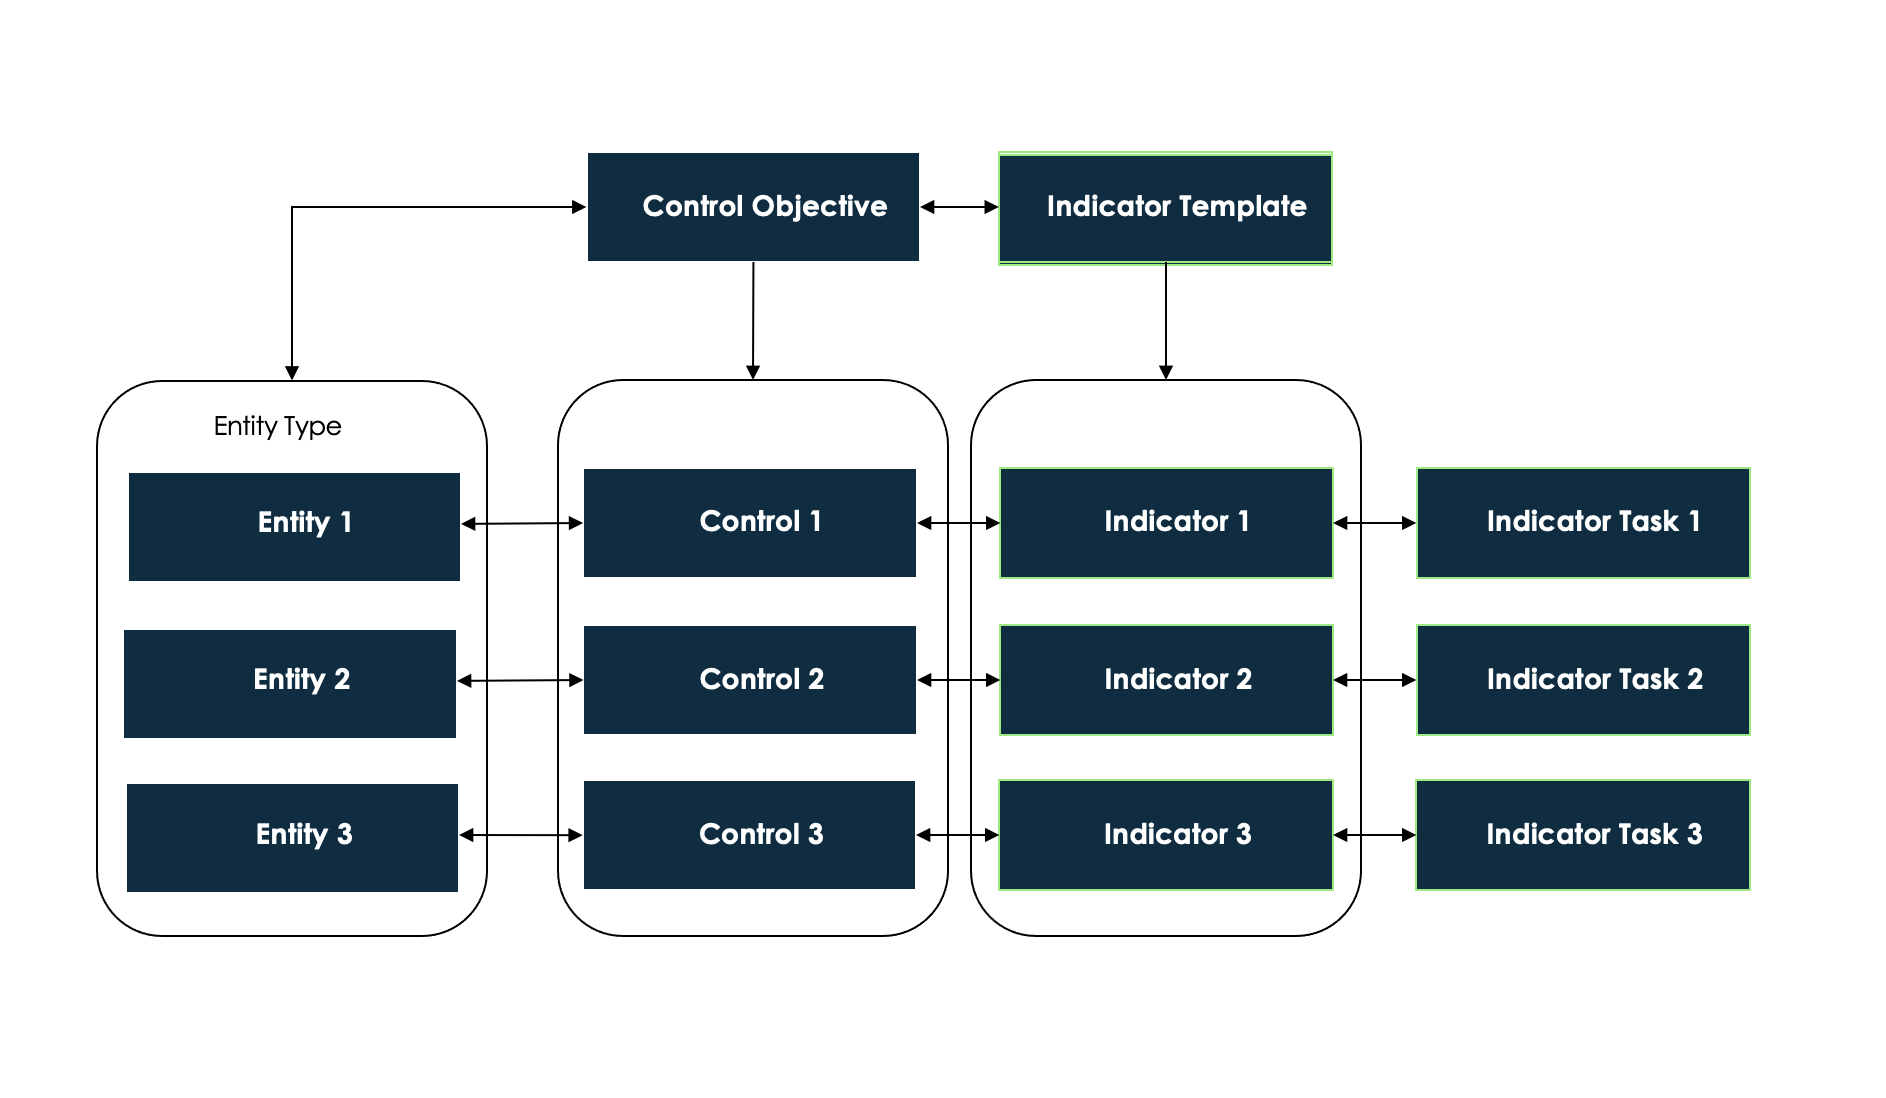 Control Objective
Indicator Template
Entity Type
Entity 1
Control 1
Indicator 1
Indicator Task 1
Entity 2
Control 2
Indicator 2
Indicator Task 2
Entity 3
Control 3
Indicator 3
Indicator Task 3